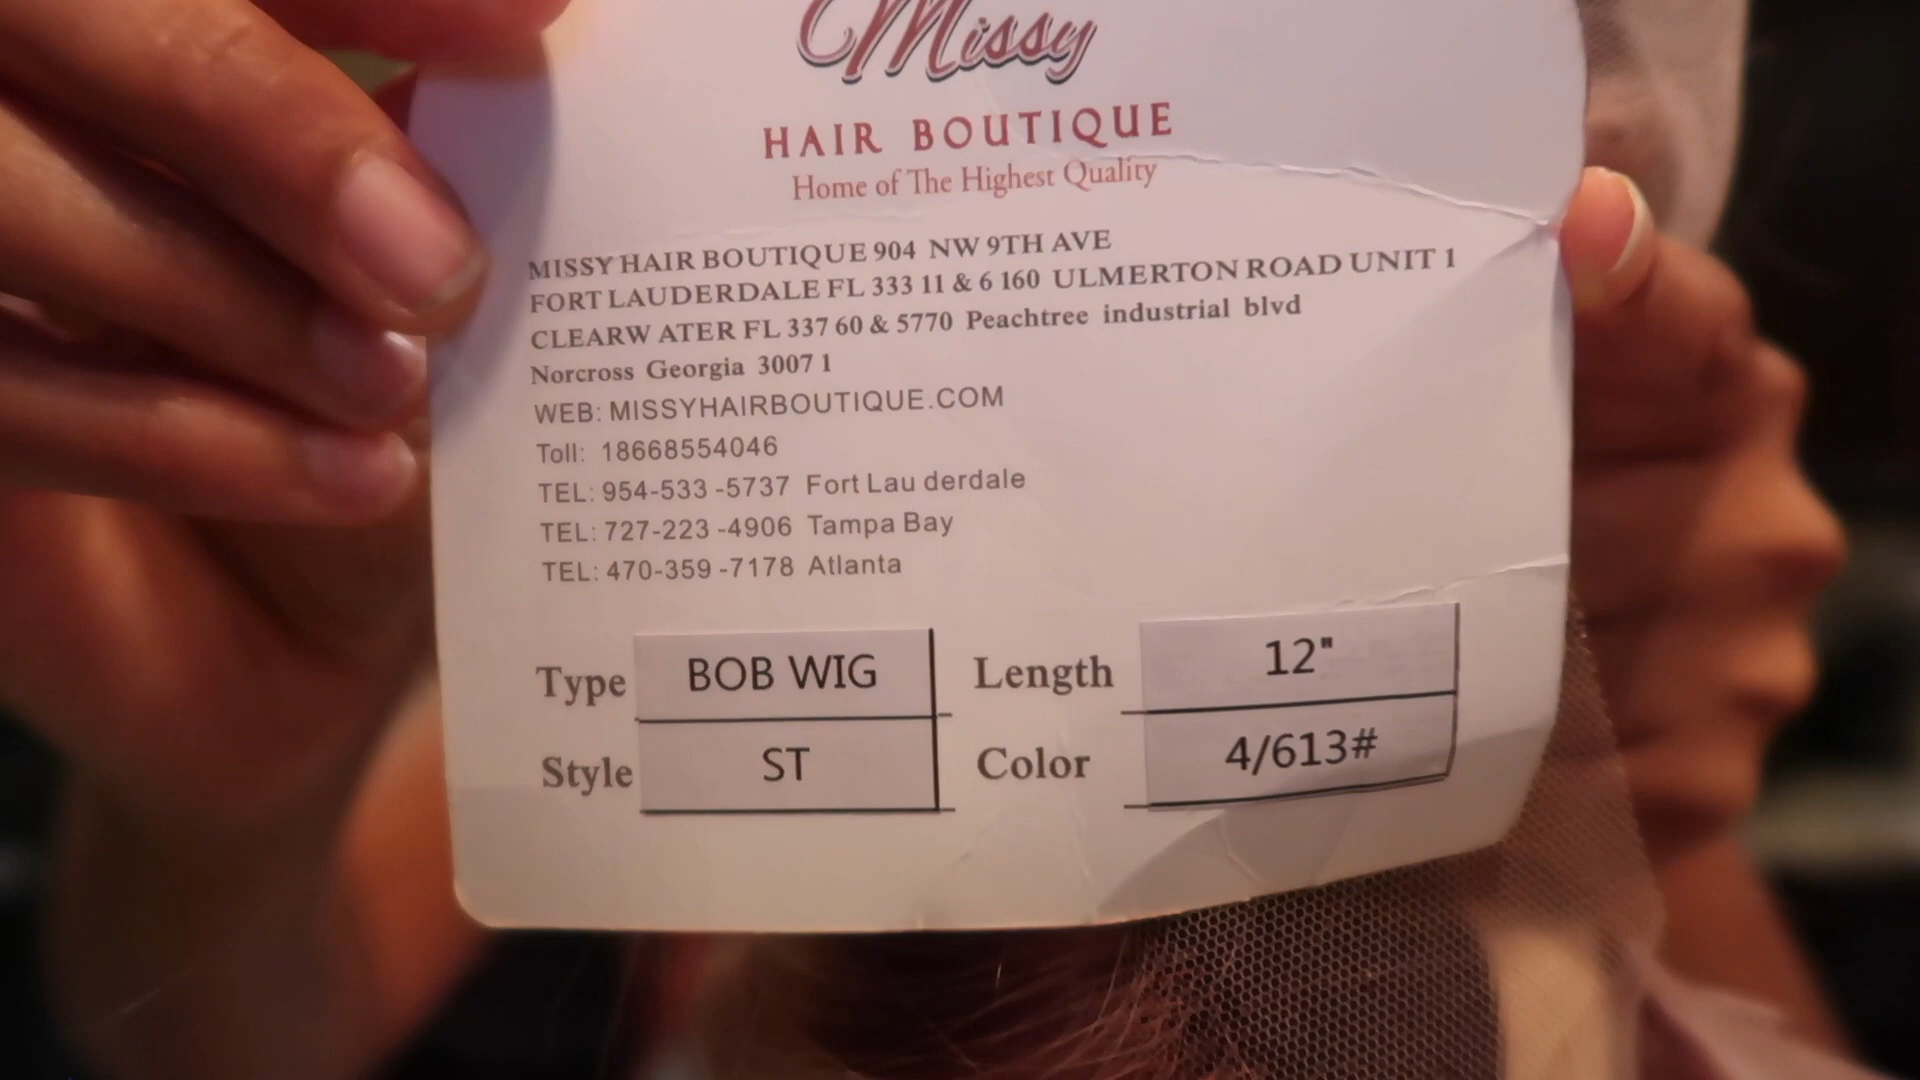 Missy
HAIR BOUTIQUE
Home of The Highest Quality
MISSY HAIR BOUTIQUE 904 NW 9TH AVE
FORT LAUDERDALE FL 333 11 & 6 160 ULMERTON ROAD UNIT 1
CLEARW ATER FL 337 60 & 5770 Peachtree industrial blvd
Norcross Georgia 3007 1
WEB: MISSYHAIRBOUTIQUE.COM
Toll: 18668554046
TEL: 954-533 -5737 Fort Lau derdale
TEL: 727-223 -4906 Tampa Bay
TEL: 470-359 -7178 Atlanta
Type BOB WIG Length 12"
Style ST Color 4/613#